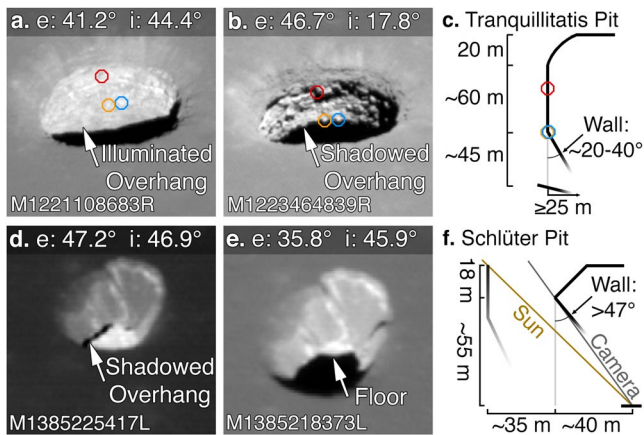 a. e: 41.2° i: 44.4°
Illuminated
Overhang
M1221108683R
b. e: 46.7° i: 17.8°
Shadowed
Overhang
M1223464839R
c. Tranquillitatis Pit
20 m
~60 m
~45 m
Wall:
~20-40°
≥25 m
d. e: 47.2° i: 46.9°
Shadowed
Overhang
M1385225417L
e. e: 35.8° i: 45.9°
Floor
M1385218373L
f. Schlüter Pit
18 m
~55 m
Wall:
>47°
Sun
Camera
~35 m ~40 m